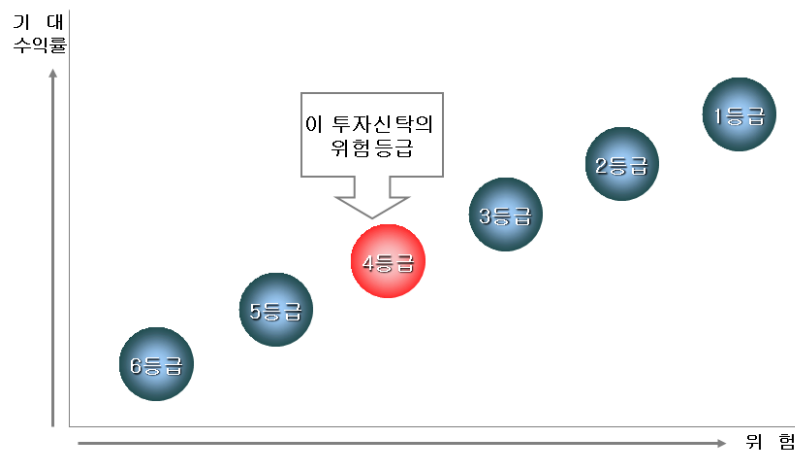 기 대
수익률
이 투자신탁의
위험등급
1등급
2등급
3등급
4등급
5등급
6등급
위 험